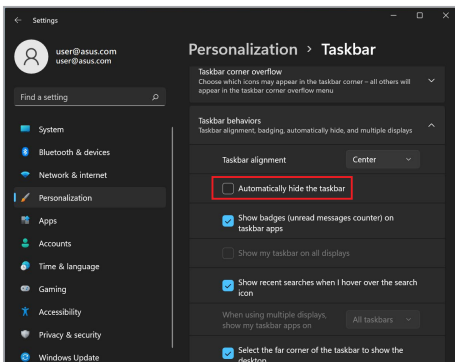 Settings
user@asus.com
user@asus.com
Find a setting
System
Bluetooth & devices
Network & internet
Personalization
Apps
Accounts
Time & language
Gaming
Accessibility
Privacy & security
Windows Update
Personalization > Taskbar
Taskbar corner overflow
Choose which icons may appear in the taskbar corner – all others will
appear in the taskbar corner overflow menu
Taskbar behaviors
Taskbar alignment, badging, automatically hide, and multiple displays
Taskbar alignment
Center
Automatically hide the taskbar
Show badges (unread messages counter) on
taskbar apps
Show my taskbar on all displays
Show recent searches when I hover over the search
icon
When using multiple displays,
show my taskbar apps on
All taskbars
Select the far corner of the taskbar to show the
desktop